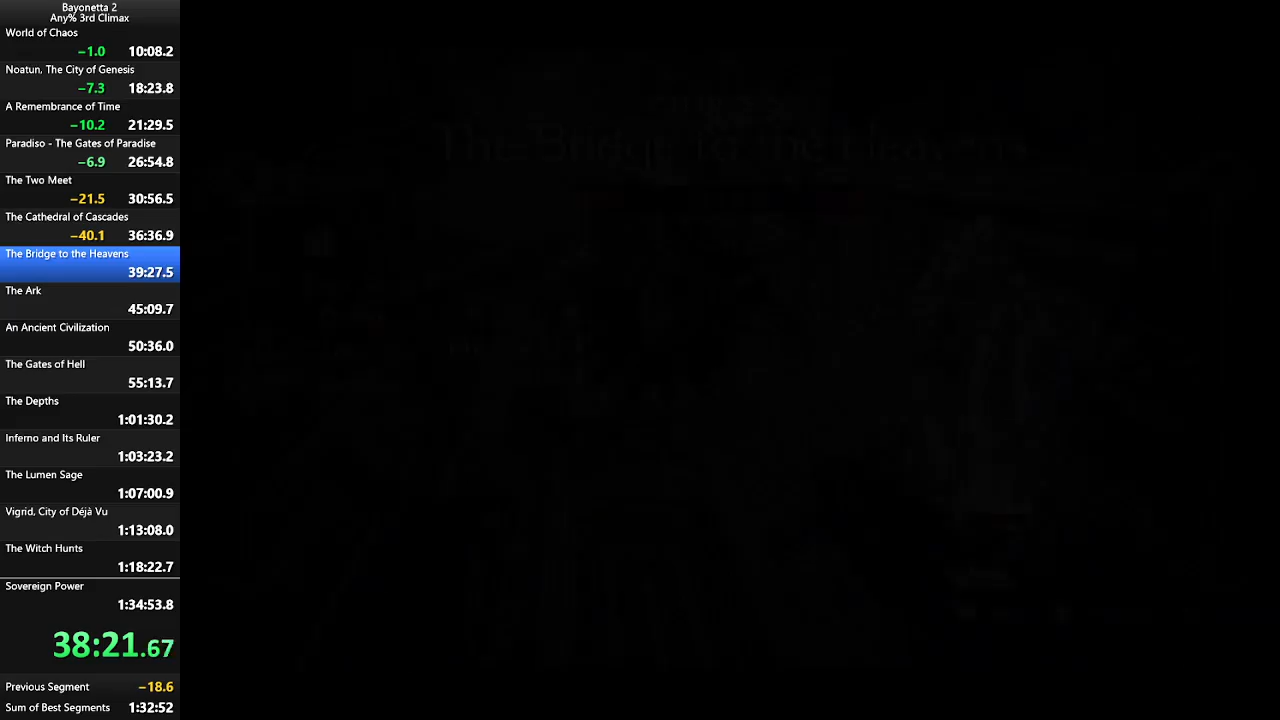 Bayonetta 2
Any% 3rd Climax
World of Chaos
−1.0 10:08.2
Noatun, The City of Genesis
−7.3 18:23.8
A Remembrance of Time
−10.2 21:29.5
Paradiso - The Gates of Paradise
−6.9 26:54.8
The Two Meet
−21.5 30:56.5
The Cathedral of Cascades
−40.1 36:36.9
The Bridge to the Heavens
39:27.5
The Ark
45:09.7
An Ancient Civilization
50:36.0
The Gates of Hell
55:13.7
The Depths
1:01:30.2
Inferno and Its Ruler
1:03:23.2
The Lumen Sage
1:07:00.9
Vigrid, City of Déjà Vu
1:13:08.0
The Witch Hunts
1:18:22.7
Sovereign Power
1:34:53.8
38:21.67
Previous Segment −18.6
Sum of Best Segments 1:32:52
The Bridge to the Heavens